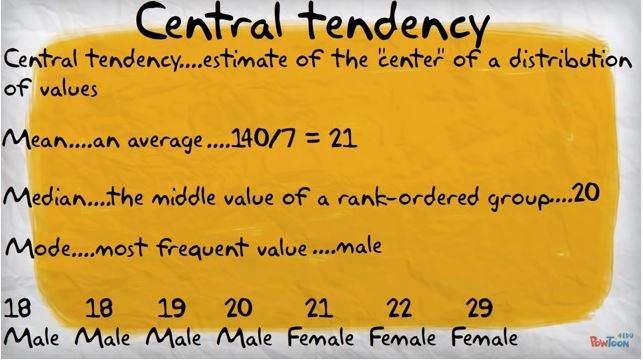 Central tendency
Central tendency....estimate of the "center" of a distribution
of values
Mean....an average....140/7 = 21
Median....the middle value of a rank-ordered group....20
Mode....most frequent value....male
18 18 19 20 21 22 29
Male Male Male Male Female Female Female
POWTOON 4EDU